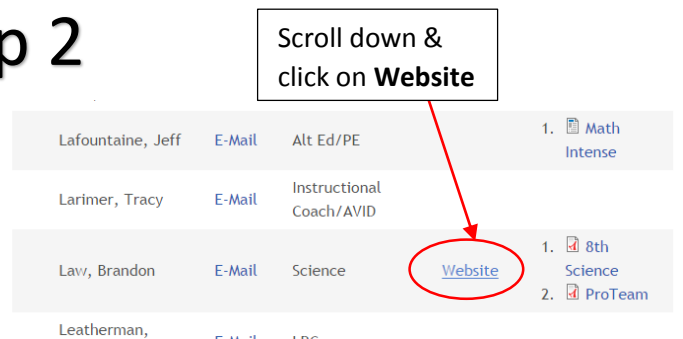 p 2
Scroll down &
click on Website
Lafountaine, Jeff E-Mail Alt Ed/PE 1. Math
Intense
Larimer, Tracy E-Mail Instructional
Coach/AVID
Law, Brandon E-Mail Science Website 1. 8th
Science
2. ProTeam
Leatherman,
E-Mail